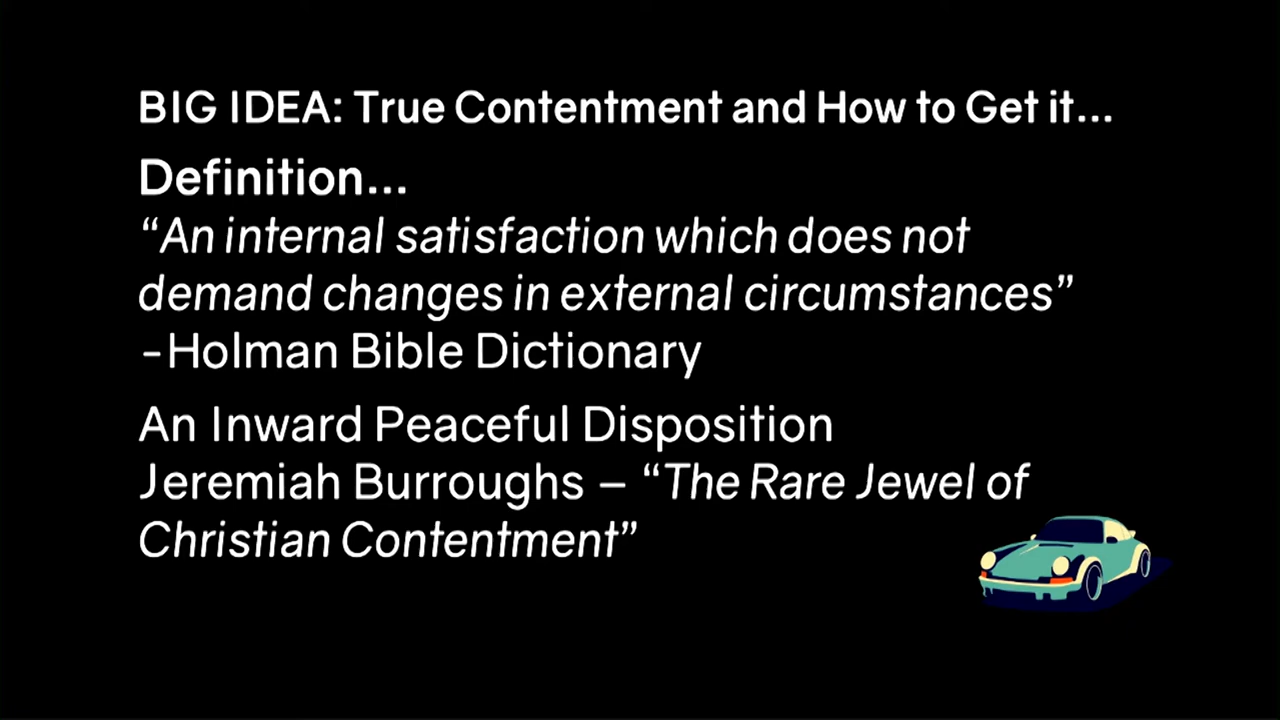 BIG IDEA: True Contentment and How to Get it...
Definition...
“An internal satisfaction which does not
demand changes in external circumstances”
-Holman Bible Dictionary
An Inward Peaceful Disposition
Jeremiah Burroughs – “The Rare Jewel of
Christian Contentment”